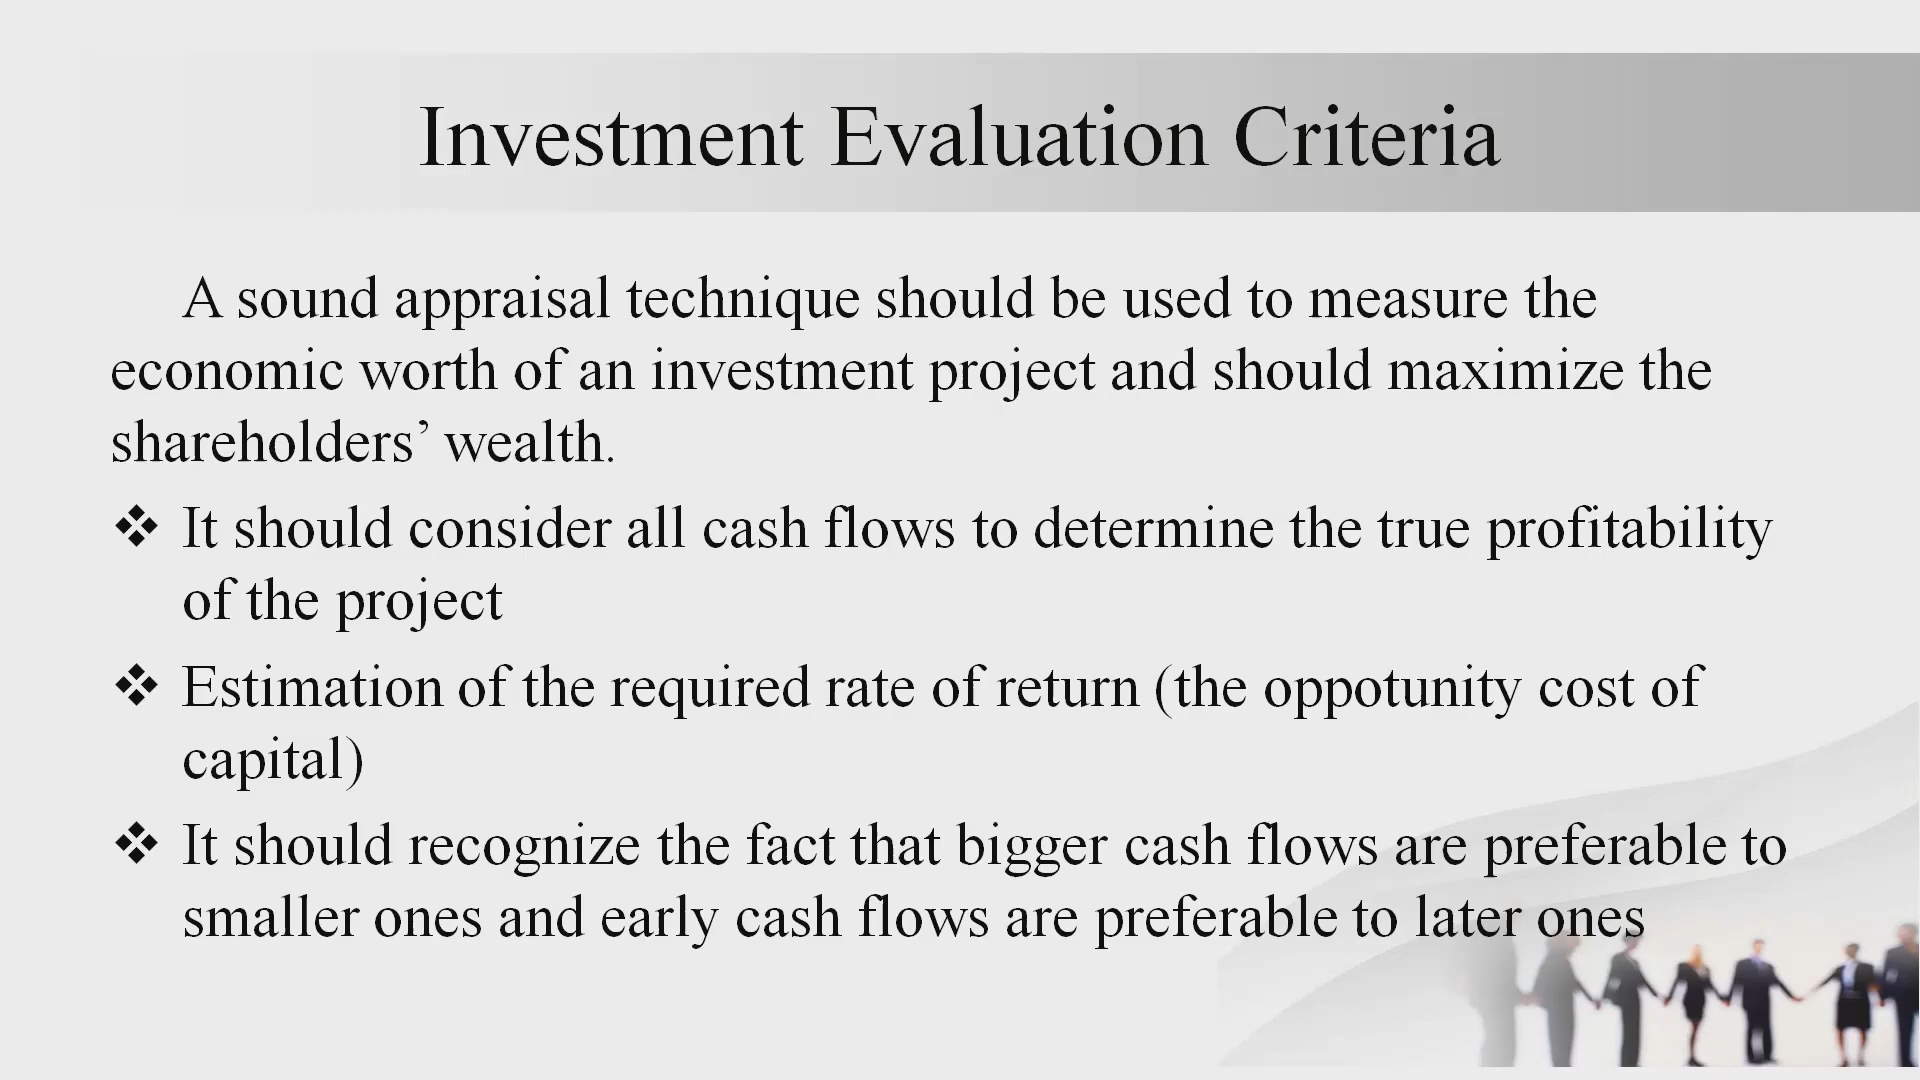 Investment Evaluation Criteria
A sound appraisal technique should be used to measure the
economic worth of an investment project and should maximize the
shareholders’ wealth.
❖ It should consider all cash flows to determine the true profitability
of the project
❖ Estimation of the required rate of return (the oppotunity cost of
capital)
❖ It should recognize the fact that bigger cash flows are preferable to
smaller ones and early cash flows are preferable to later ones